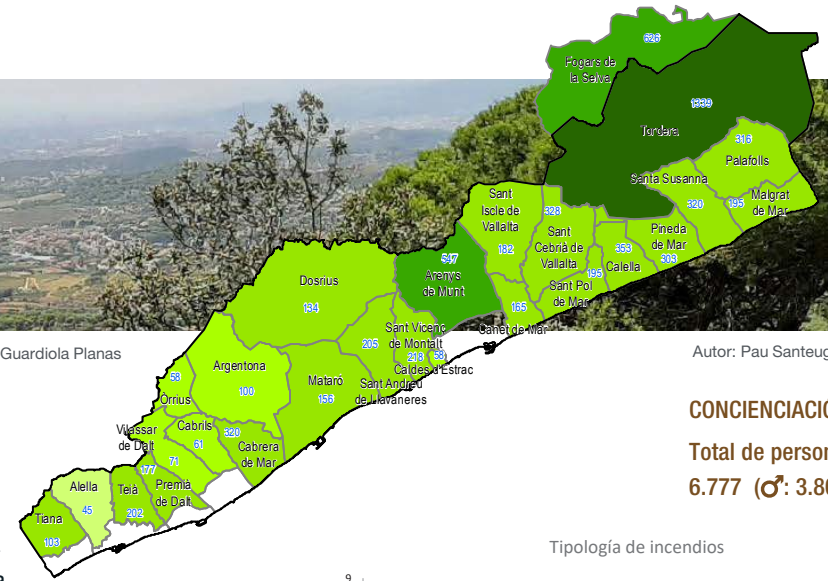 626
Fogars de
la Selva
1339
Tordera
316
Palafolls
Santa Susanna
Malgrat
de Mar
195
320
Sant
Iscle de
Vallalta
182
328
Sant
Cebrià de
Vallalta
Pineda
de Mar
303
353
Calella
195
Sant Pol
de Mar
547
Arenys
de Munt
165
Canet de Mar
Dosrius
134
205
Sant Vicenç
de Montalt
218
58
Caldes d'Estrac
Sant Andreu
de Llavaneres
Guardiola Planas
Autor: Pau Santeug
Argentona
100
Mataró
156
58
Òrrius
Vilassar
de Dalt
Cabrils
61
320
Cabrera
de Mar
177
71
Premià
de Dalt
Alella
45
Teià
202
Tiana
103
CONCIENCIACIO
Total de person
6.777 (♂: 3.80
Tipología de incendios
9